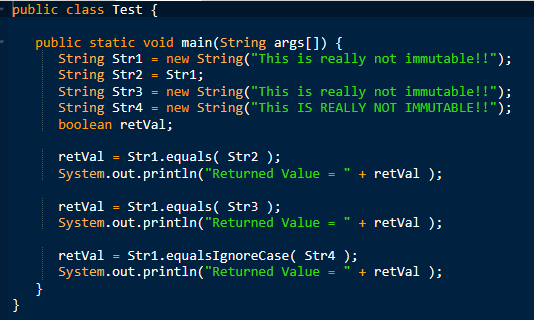 public class Test {
public static void main(String args[]) {
String Str1 = new String("This is really not immutable!!");
String Str2 = Str1;
String Str3 = new String("This is really not immutable!!");
String Str4 = new String("This IS REALLY NOT IMMUTABLE!!");
boolean retVal;
retVal = Str1.equals( Str2 );
System.out.println("Returned Value = " + retVal );
retVal = Str1.equals( Str3 );
System.out.println("Returned Value = " + retVal );
retVal = Str1.equalsIgnoreCase( Str4 );
System.out.println("Returned Value = " + retVal );
}
}